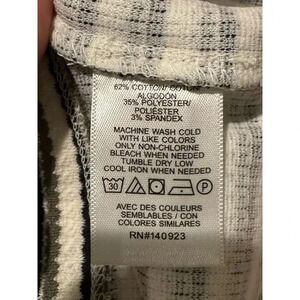 62% COTTON/ COTON/
ALGODÓN
35% POLYESTER/
POLIÉSTER
3% SPANDEX
MACHINE WASH COLD
WITH LIKE COLORS
ONLY NON-CHLORINE
BLEACH WHEN NEEDED
TUMBLE DRY LOW
COOL IRON WHEN NEEDED
30 P
AVEC DES COULEURS
SEMBLABLES / CON
COLORES SIMILARES
RN#140923